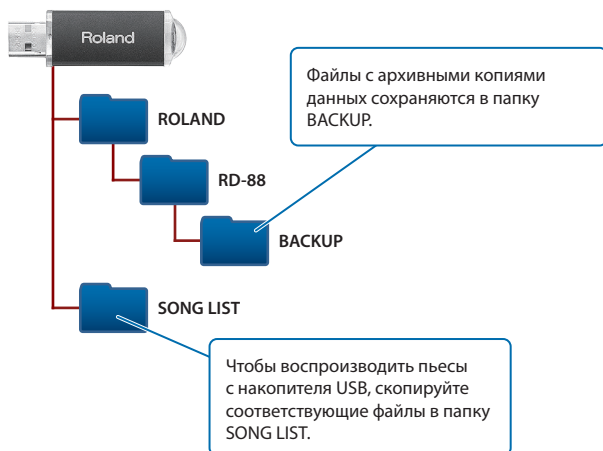 Roland
Файлы с архивными копиями
данных сохраняются в папку
BACKUP.
ROLAND
RD-88
BACKUP
SONG LIST
Чтобы воспроизводить пьесы
с накопителя USB, скопируйте
соответствующие файлы в папку
SONG LIST.